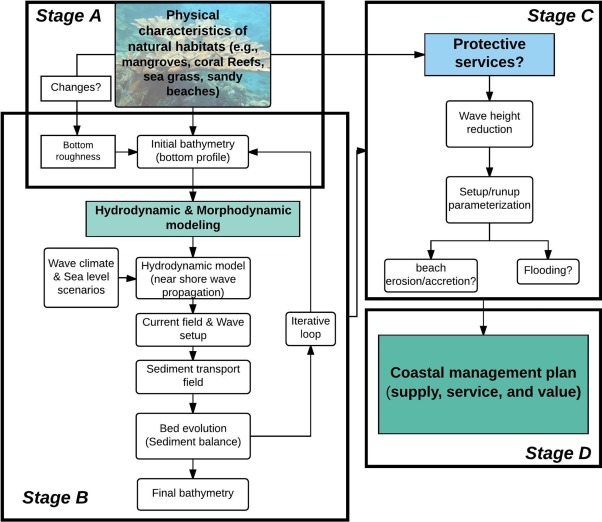 Stage A
Physical
characteristics of
natural habitats (e.g.,
mangroves, coral Reefs,
sea grass, sandy
beaches)
Changes?
Bottom
roughness
Initial bathymetry
(bottom profile)
Hydrodynamic & Morphodynamic
modeling
Wave climate
& Sea level
scenarios
Hydrodynamic model
(near shore wave
propagation)
Current field & Wave
setup
Iterative
loop
Sediment transport
field
Bed evolution
(Sediment balance)
Final bathymetry
Stage B
Stage C
Protective
services?
Wave height
reduction
Setup/runup
parameterization
beach
erosion/accretion?
Flooding?
Coastal management plan
(supply, service, and value)
Stage D